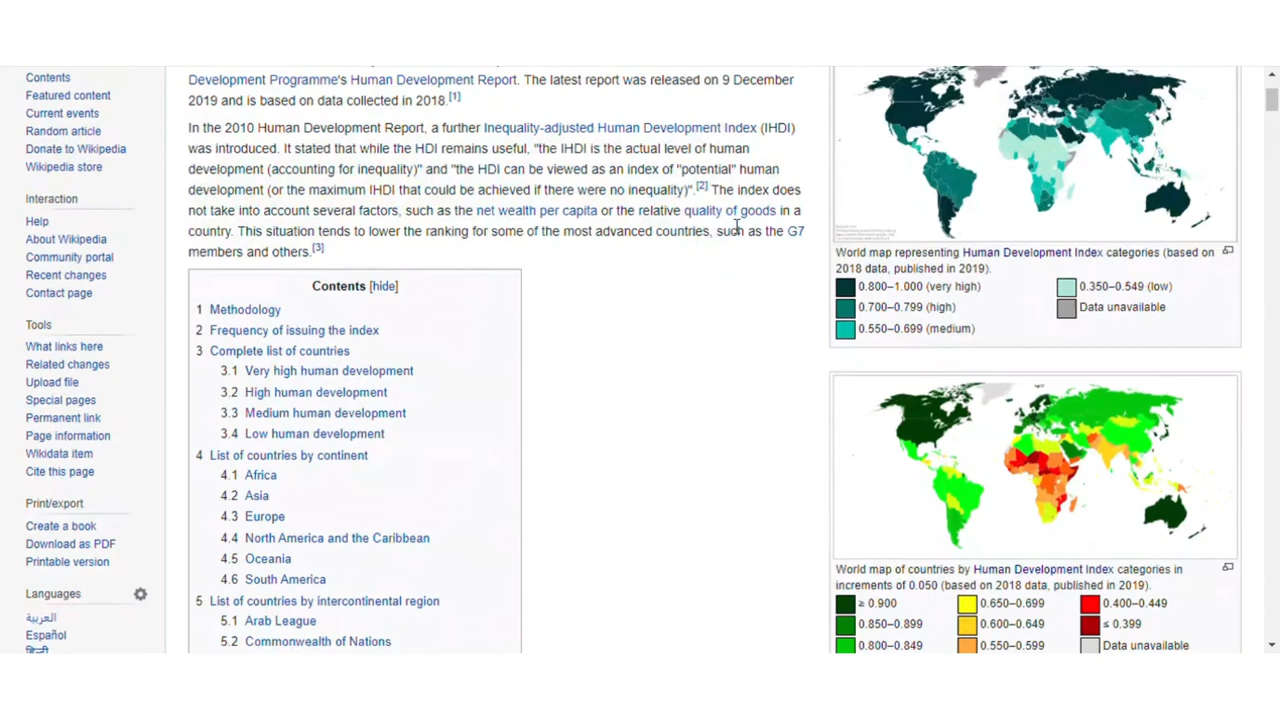 Contents
Featured content
Current events
Random article
Donate to Wikipedia
Wikipedia store
Interaction
Help
About Wikipedia
Community portal
Recent changes
Contact page
Tools
What links here
Related changes
Upload file
Special pages
Permanent link
Page information
Wikidata item
Cite this page
Print/export
Create a book
Download as PDF
Printable version
Languages
العربية
Español
Development Programme's Human Development Report. The latest report was released on 9 December
2019 and is based on data collected in 2018.[1]
In the 2010 Human Development Report, a further Inequality-adjusted Human Development Index (IHDI)
was introduced. It stated that while the HDI remains useful, "the IHDI is the actual level of human
development (accounting for inequality)" and "the HDI can be viewed as an index of "potential" human
development (or the maximum IHDI that could be achieved if there were no inequality)".[2] The index does
not take into account several factors, such as the net wealth per capita or the relative quality of goods in a
country. This situation tends to lower the ranking for some of the most advanced countries, such as the G7
members and others.[3]
Contents [hide]
1 Methodology
2 Frequency of issuing the index
3 Complete list of countries
3.1 Very high human development
3.2 High human development
3.3 Medium human development
3.4 Low human development
4 List of countries by continent
4.1 Africa
4.2 Asia
4.3 Europe
4.4 North America and the Caribbean
4.5 Oceania
4.6 South America
5 List of countries by intercontinental region
5.1 Arab League
5.2 Commonwealth of Nations
World map representing Human Development Index categories (based on
2018 data, published in 2019).
0.800–1.000 (very high)
0.700–0.799 (high)
0.550–0.699 (medium)
0.350–0.549 (low)
Data unavailable
World map of countries by Human Development Index categories in
increments of 0.050 (based on 2018 data, published in 2019).
≥ 0.900
0.850–0.899
0.800–0.849
0.650–0.699
0.600–0.649
0.550–0.599
0.400–0.449
≤ 0.399
Data unavailable